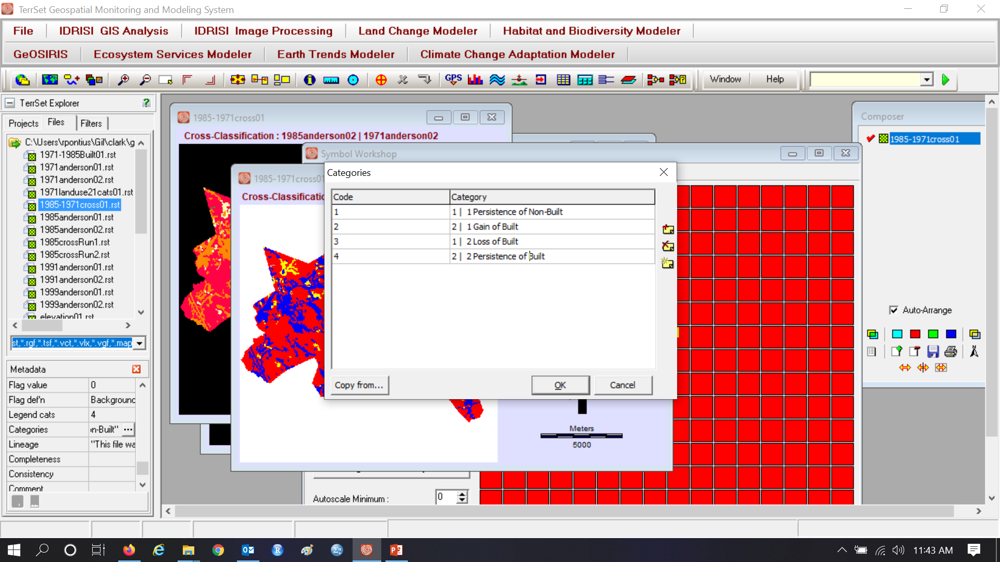 TerrSet Geospatial Monitoring and Modeling System
File IDRISI GIS Analysis IDRISI Image Processing Land Change Modeler Habitat and Biodiversity Modeler
GeOSIRIS Ecosystem Services Modeler Earth Trends Modeler Climate Change Adaptation Modeler
GPS Window Help
TerrSet Explorer
Projects Files Filters
C:\Users\rpontius\Gil\clark\g
1971-1985Built01.rst
1971anderson01.rst
1971anderson02.rst
1971landuse21cats01.rst
1985-1971cross01.rst
1985anderson01.rst
1985anderson02.rst
1985crossRun1.rst
1985crossRun2.rst
1991anderson01.rst
1991anderson02.rst
1999anderson01.rst
1999anderson02.rst
elevation01.rst
st,*.rgf,*.tsf,*.vct,*.vlx,*.vgf,*.map
Metadata
Flag value 0
Flag def'n Background
Legend cats 4
Categories n-Built" ...
Lineage "This file wa
Completeness
Consistency
Comment
1985-1971cross01
Cross-Classification : 1985anderson02 | 1971anderson02
1985-1971cross01
Cross-Classificatio
Symbol Workshop
Categories
Code Category
1 1 | 1 Persistence of Non-Built
2 2 | 1 Gain of Built
3 1 | 2 Loss of Built
4 2 | 2 Persistence of Built
Copy from... OK Cancel
Meters
5000
Autoscale Minimum : 0
Composer
1985-1971cross01
Auto-Arrange
11:43 AM